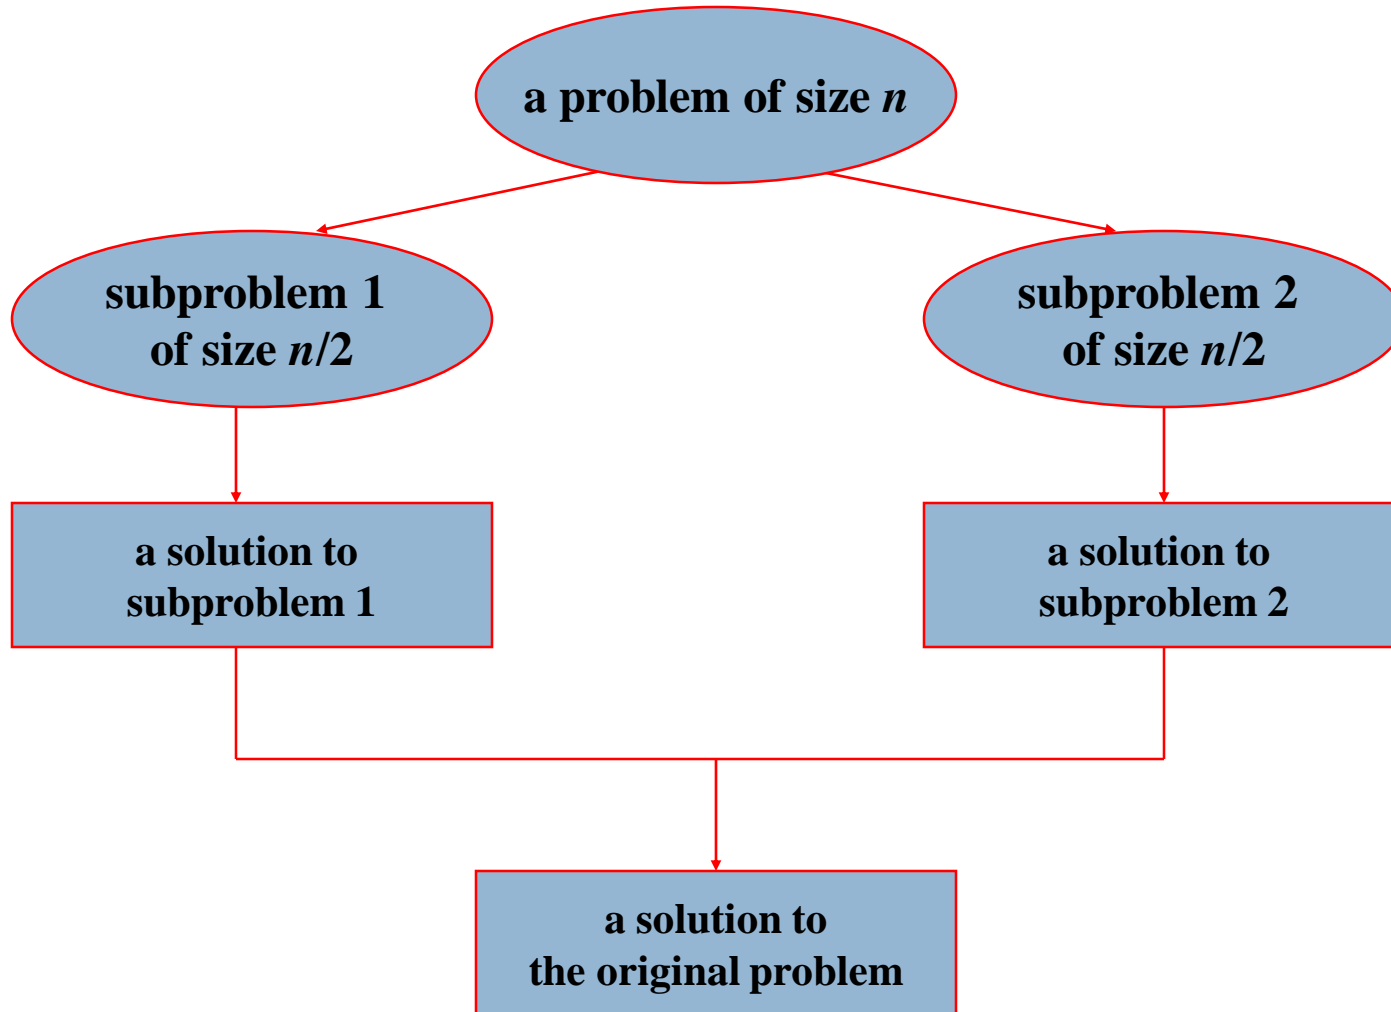 a problem of size n
subproblem 1
of size n/2
subproblem 2
of size n/2
a solution to
subproblem 1
a solution to
subproblem 2
a solution to
the original problem